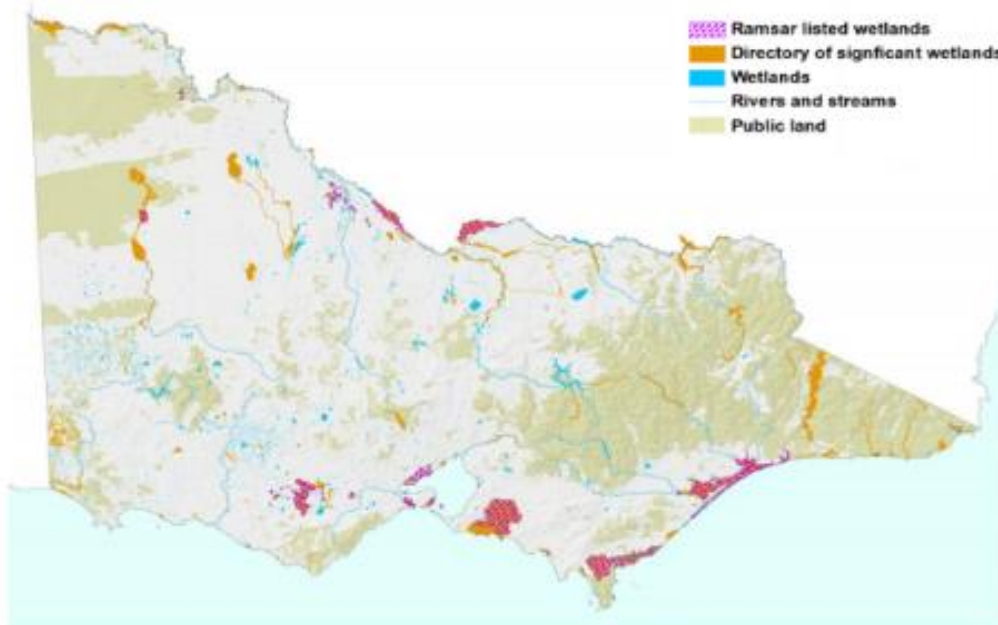 Ramsar listed wetlands
Directory of signficant wetlands
Wetlands
Rivers and streams
Public land